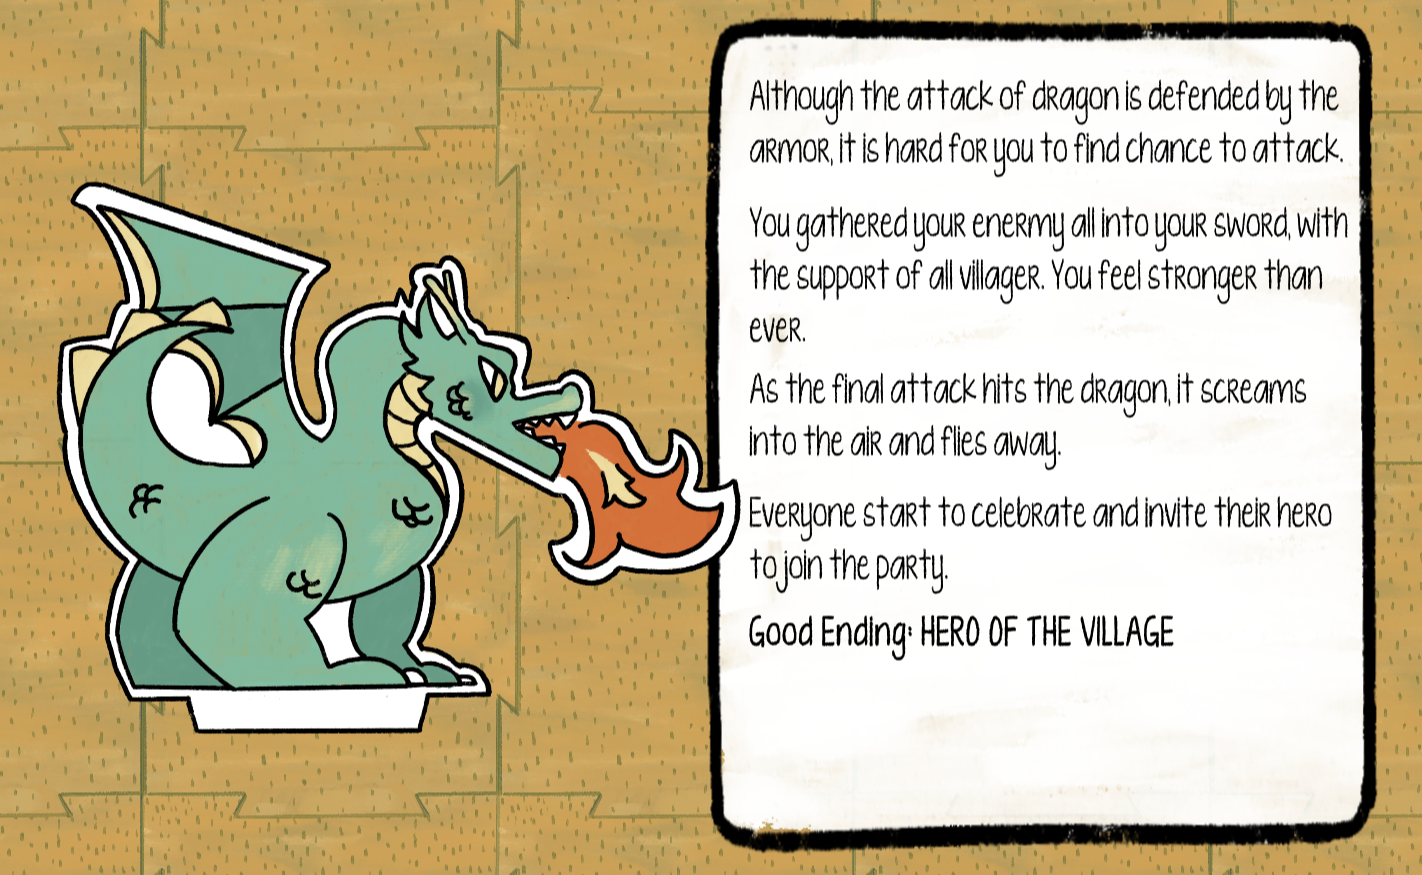 Although the attack of dragon is defended by the
armor, it is hard for you to find chance to attack.
You gathered your enermy all into your sword, with
the support of all villager. You feel stronger than
ever.
As the final attack hits the dragon, it screams
into the air and flies away.
Everyone start to celebrate and invite their hero
to join the party.
Good Ending: HERO OF THE VILLAGE